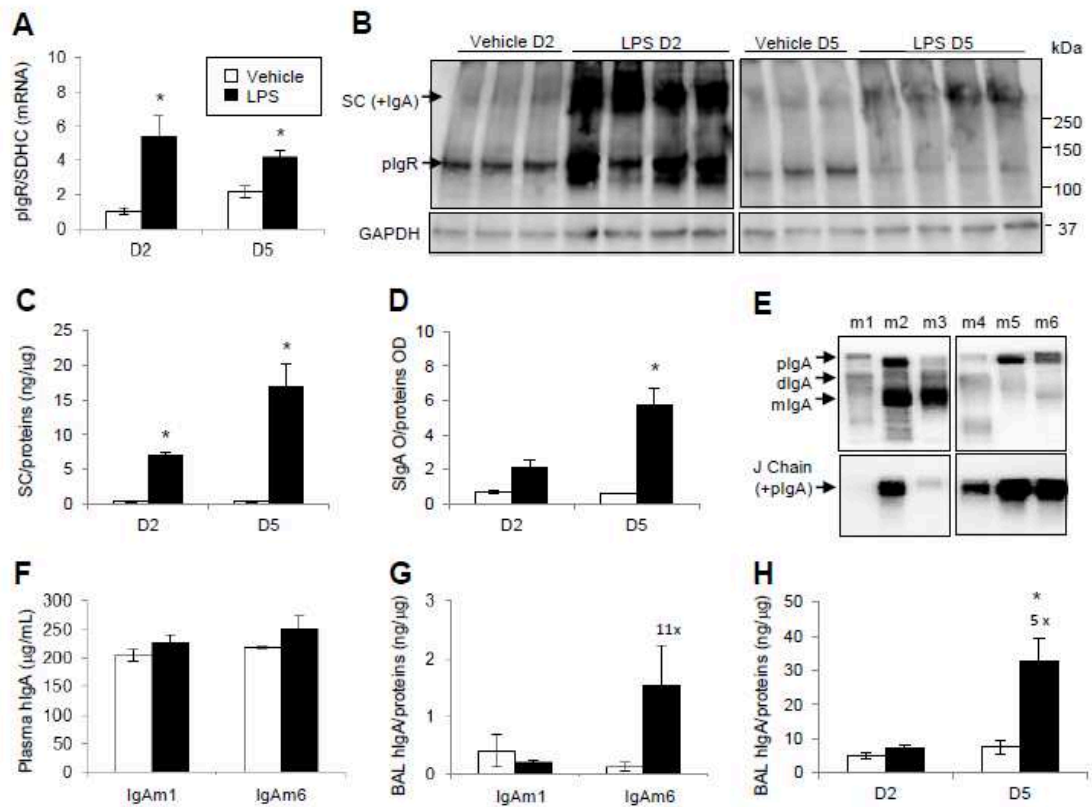 A
pIgR/SDHC (mRNA)
10
8
6
4
2
0
Vehicle
LPS
*
*
D2
D5
B
Vehicle D2
LPS D2
Vehicle D5
LPS D5
kDa
SC (+IgA)
pIgR
GAPDH
250
150
100
37
C
SC/proteins (ng/µg)
25
20
15
10
5
0
*
*
D2
D5
D
SIgA O/proteins OD
10
8
6
4
2
0
*
D2
D5
E
m1 m2 m3 m4 m5 m6
pIgA
dIgA
mIgA
J Chain
(+pIgA)
F
Plasma hIgA (µg/mL)
300
250
200
150
100
50
0
IgAm1
IgAm6
G
BAL hIgA/proteins (ng/µg)
3
2
1
0
11x
IgAm1
IgAm6
H
BAL hIgA/proteins (ng/µg)
50
40
30
20
10
0
*
5 x
D2
D5